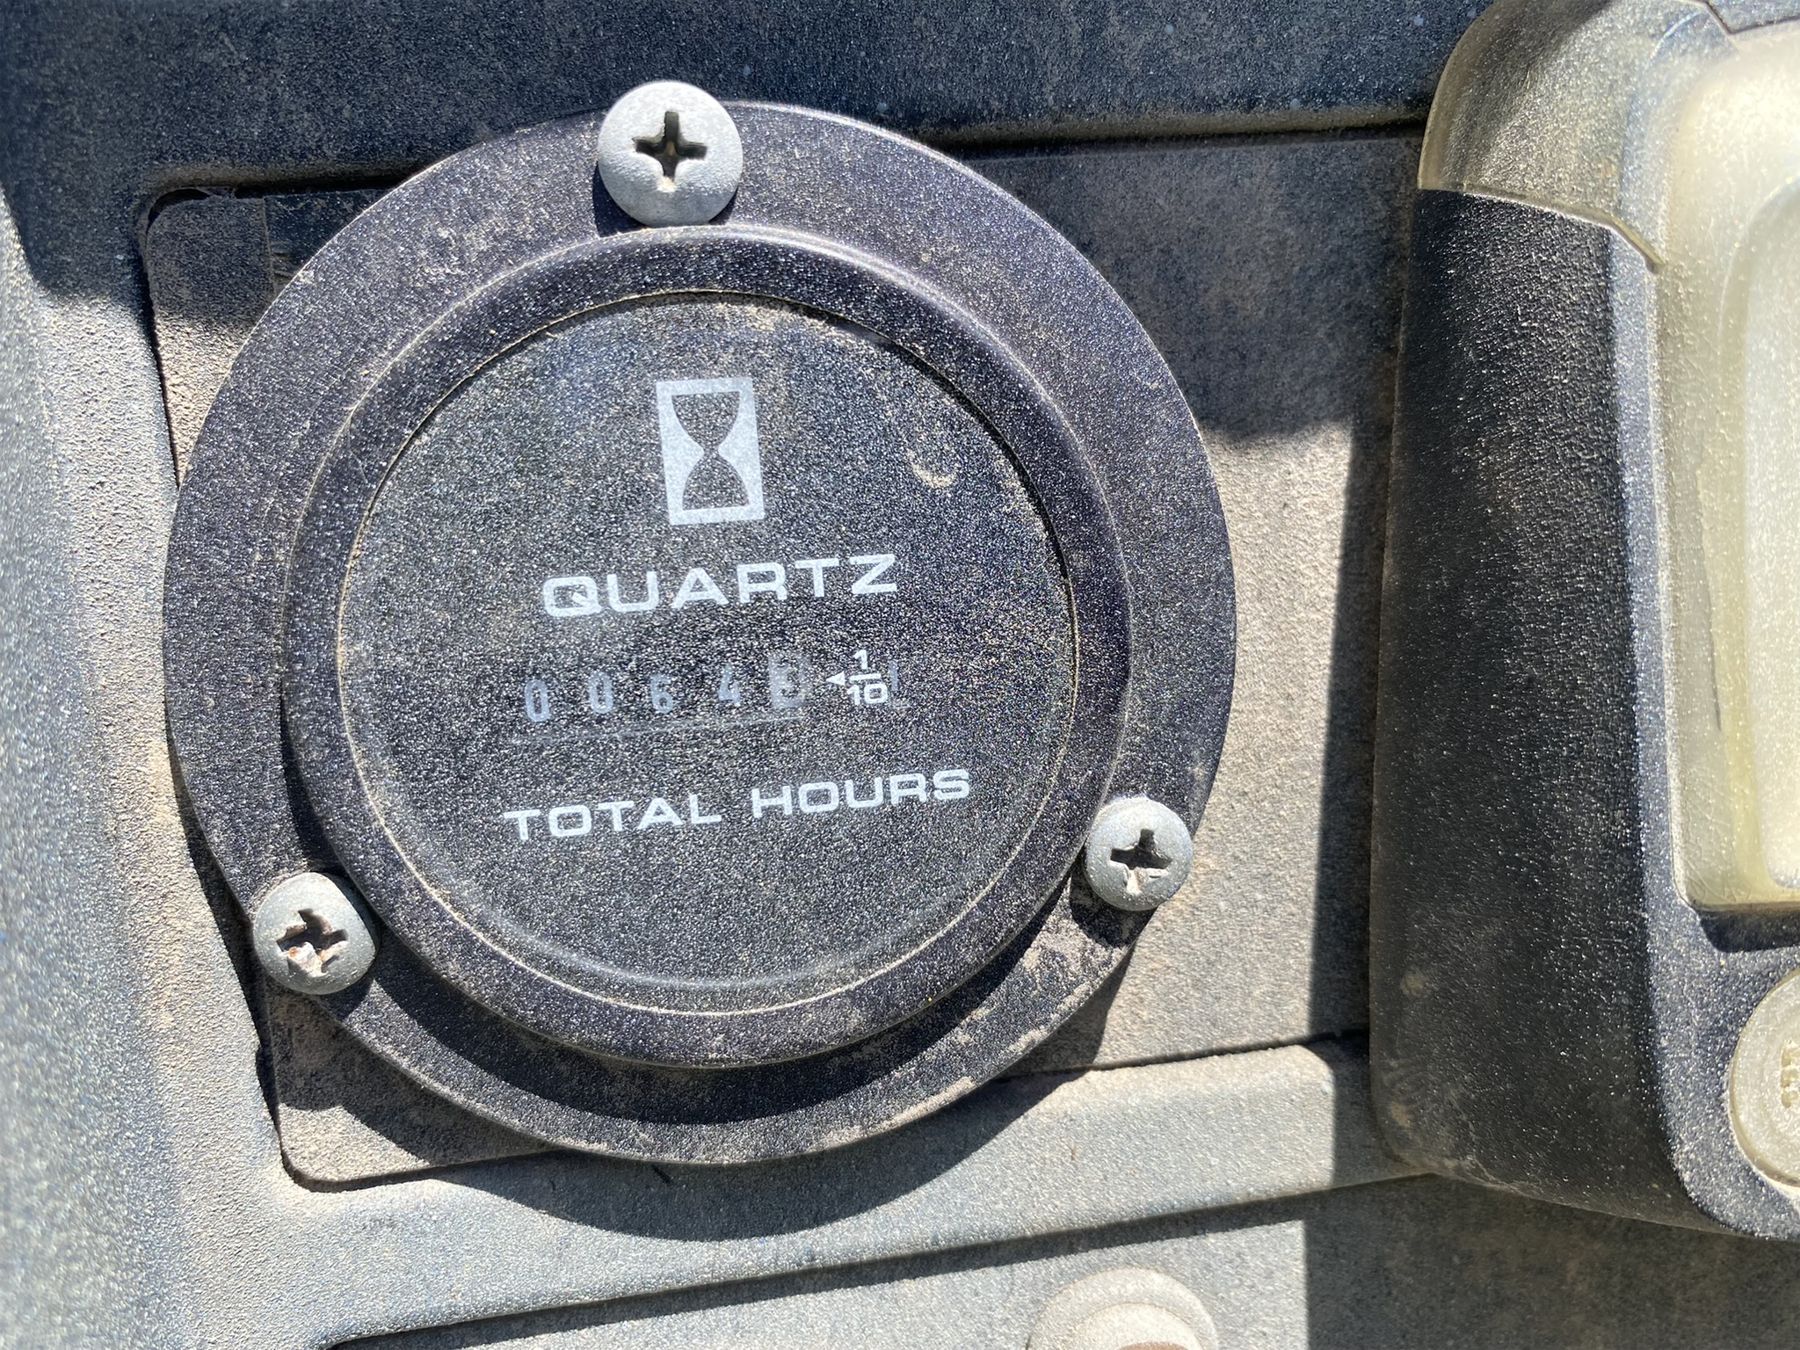 QUARTZ
0064 1/10
TOTAL HOURS